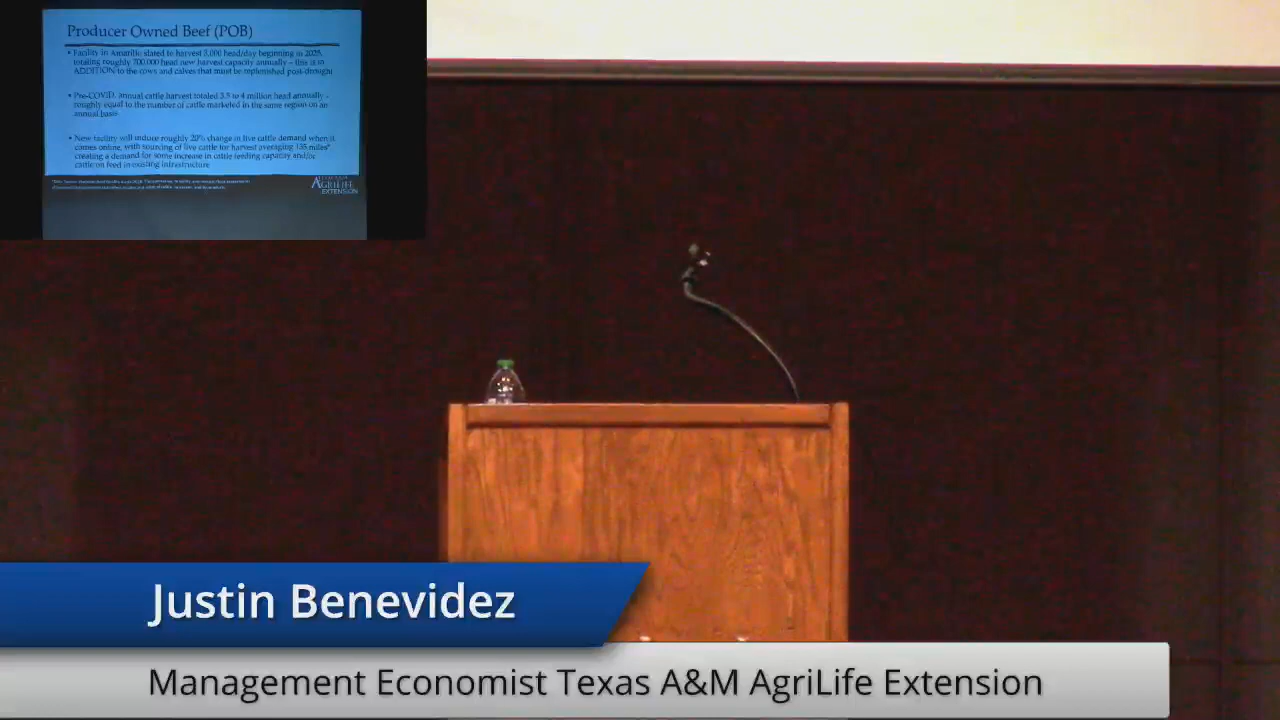 Producer Owned Beef (POB)
• Facility in Amarillo slated to harvest 3,000 head/day beginning in 2025,
totaling roughly 700,000 head new harvest capacity annually – this is in
ADDITION to the cows and calves that must be replenished post-drought
• Pre-COVID, annual cattle harvest totaled 3.5 to 4 million head annually –
roughly equal to the number of cattle marketed in the same region on an
annual basis
• New facility will induce roughly 20% change in live cattle demand when it
comes online, with sourcing of live cattle for harvest averaging 135 miles*
creating a demand for some increase in cattle feeding capacity and/or
cattle on feed in existing infrastructure
AGRILIFE
EXTENSION
Justin Benevidez
Management Economist Texas A&M AgriLife Extension